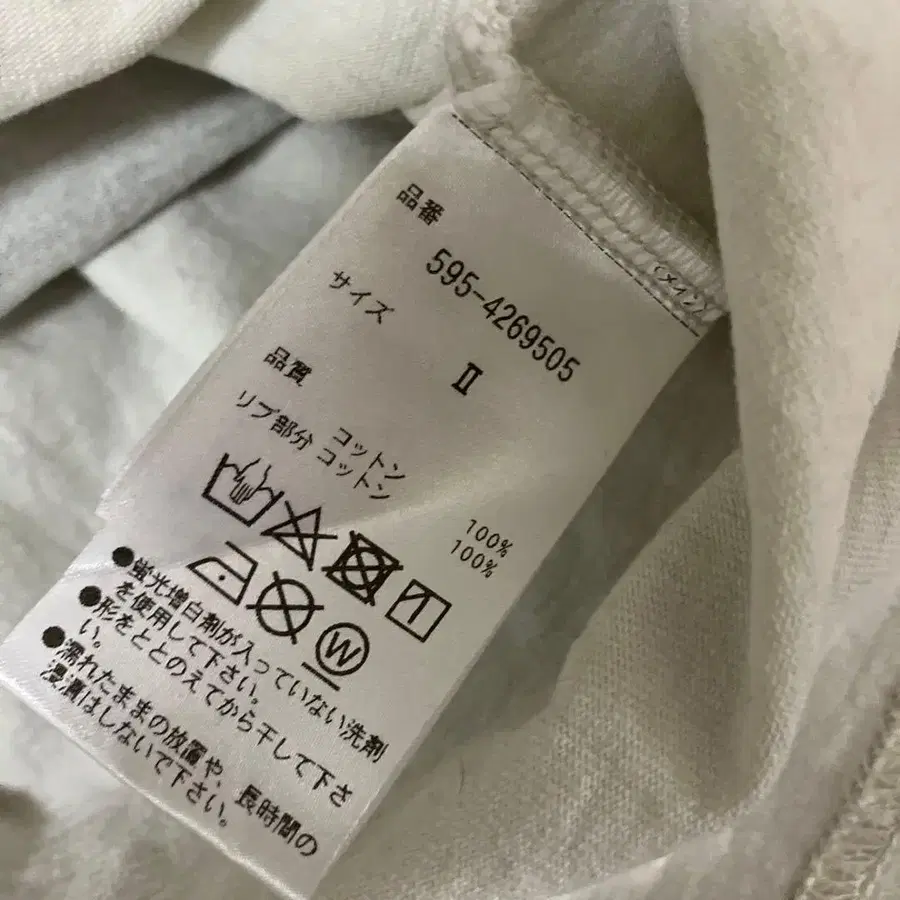 (メイン)
品番
595-4269505
サイズ
Ⅱ
品質
コットン 100%
リブ部分 コットン 100%
W
●蛍光増白剤が入っていない洗剤
を使用して下さい。
●形をととのえてから干して下さ
い。
●濡れたままの放置や、長時間の
浸漬はしないで下さい。